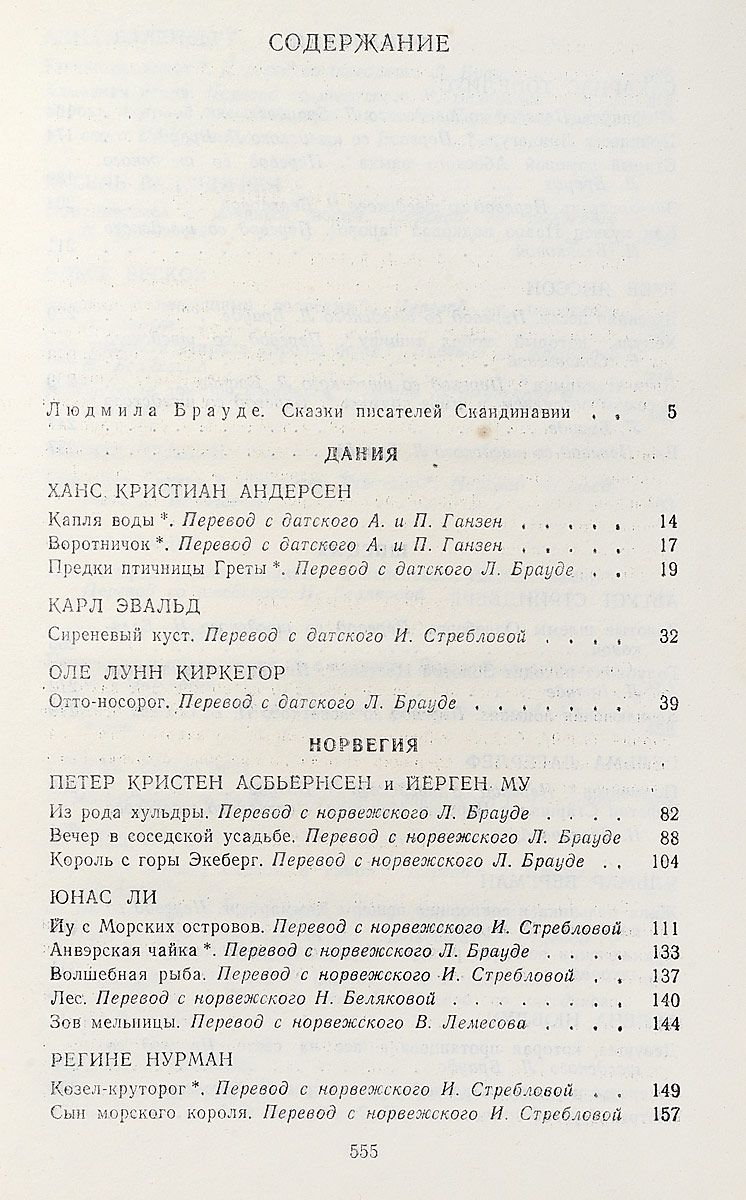 СОДЕРЖАНИЕ
Людмила Брауде. Сказки писателей Скандинавии . . 5
ДАНИЯ
ХАНС КРИСТИАН АНДЕРСЕН
Капля воды *. Перевод с датского А. и П. Ганзен . . . . . 14
Воротничок *. Перевод с датского А. и П. Ганзен . . . . . 17
Предки птичницы Греты *. Перевод с датского Л. Брауде . . 19
КАРЛ ЭВАЛЬД
Сиреневый куст. Перевод с датского И. Стребловой . . . . 32
ОЛЕ ЛУНН КИРКЕГОР
Отто-носорог. Перевод с датского Л. Брауде . . . . . . . 39
НОРВЕГИЯ
ПЕТЕР КРИСТЕН АСБЬЕРНСЕН и ЙЕРГЕН МУ
Из рода хульдры. Перевод с норвежского Л. Брауде . . . . 82
Вечер в соседской усадьбе. Перевод с норвежского Л. Брауде 88
Король с горы Экеберг. Перевод с норвежского Л. Брауде . . 104
ЮНАС ЛИ
Йу с Морских островов. Перевод с норвежского И. Стребловой 111
Анвэрская чайка *. Перевод с норвежского Л. Брауде . . . . 133
Волшебная рыба. Перевод с норвежского И. Стребловой . . 137
Лес. Перевод с норвежского Н. Беляковой . . . . . . . . 140
Зов мельницы. Перевод с норвежского В. Лемесова . . . . 144
РЕГИНЕ НУРМАН
Козел-круторог *. Перевод с норвежского И. Стребловой . . 149
Сын морского короля. Перевод с норвежского И. Стребловой 157
555